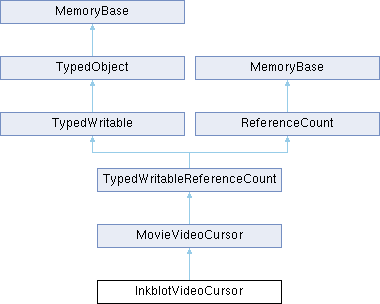 MemoryBase
TypedObject
MemoryBase
TypedWritable
ReferenceCount
TypedWritableReferenceCount
MovieVideoCursor
InkblotVideoCursor